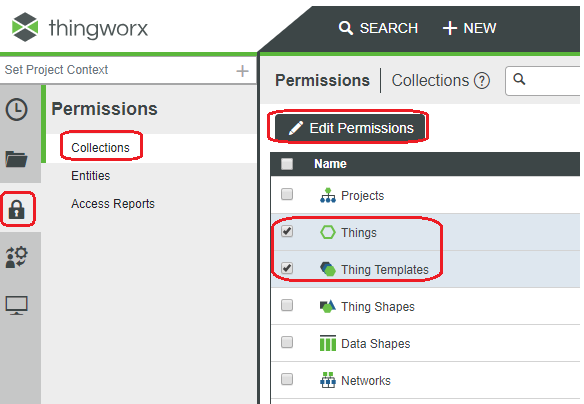 thingworx
SEARCH
NEW
Set Project Context
Permissions
Collections
Entities
Access Reports
Permissions
Collections
Edit Permissions
Name
Projects
Things
Thing Templates
Thing Shapes
Data Shapes
Networks